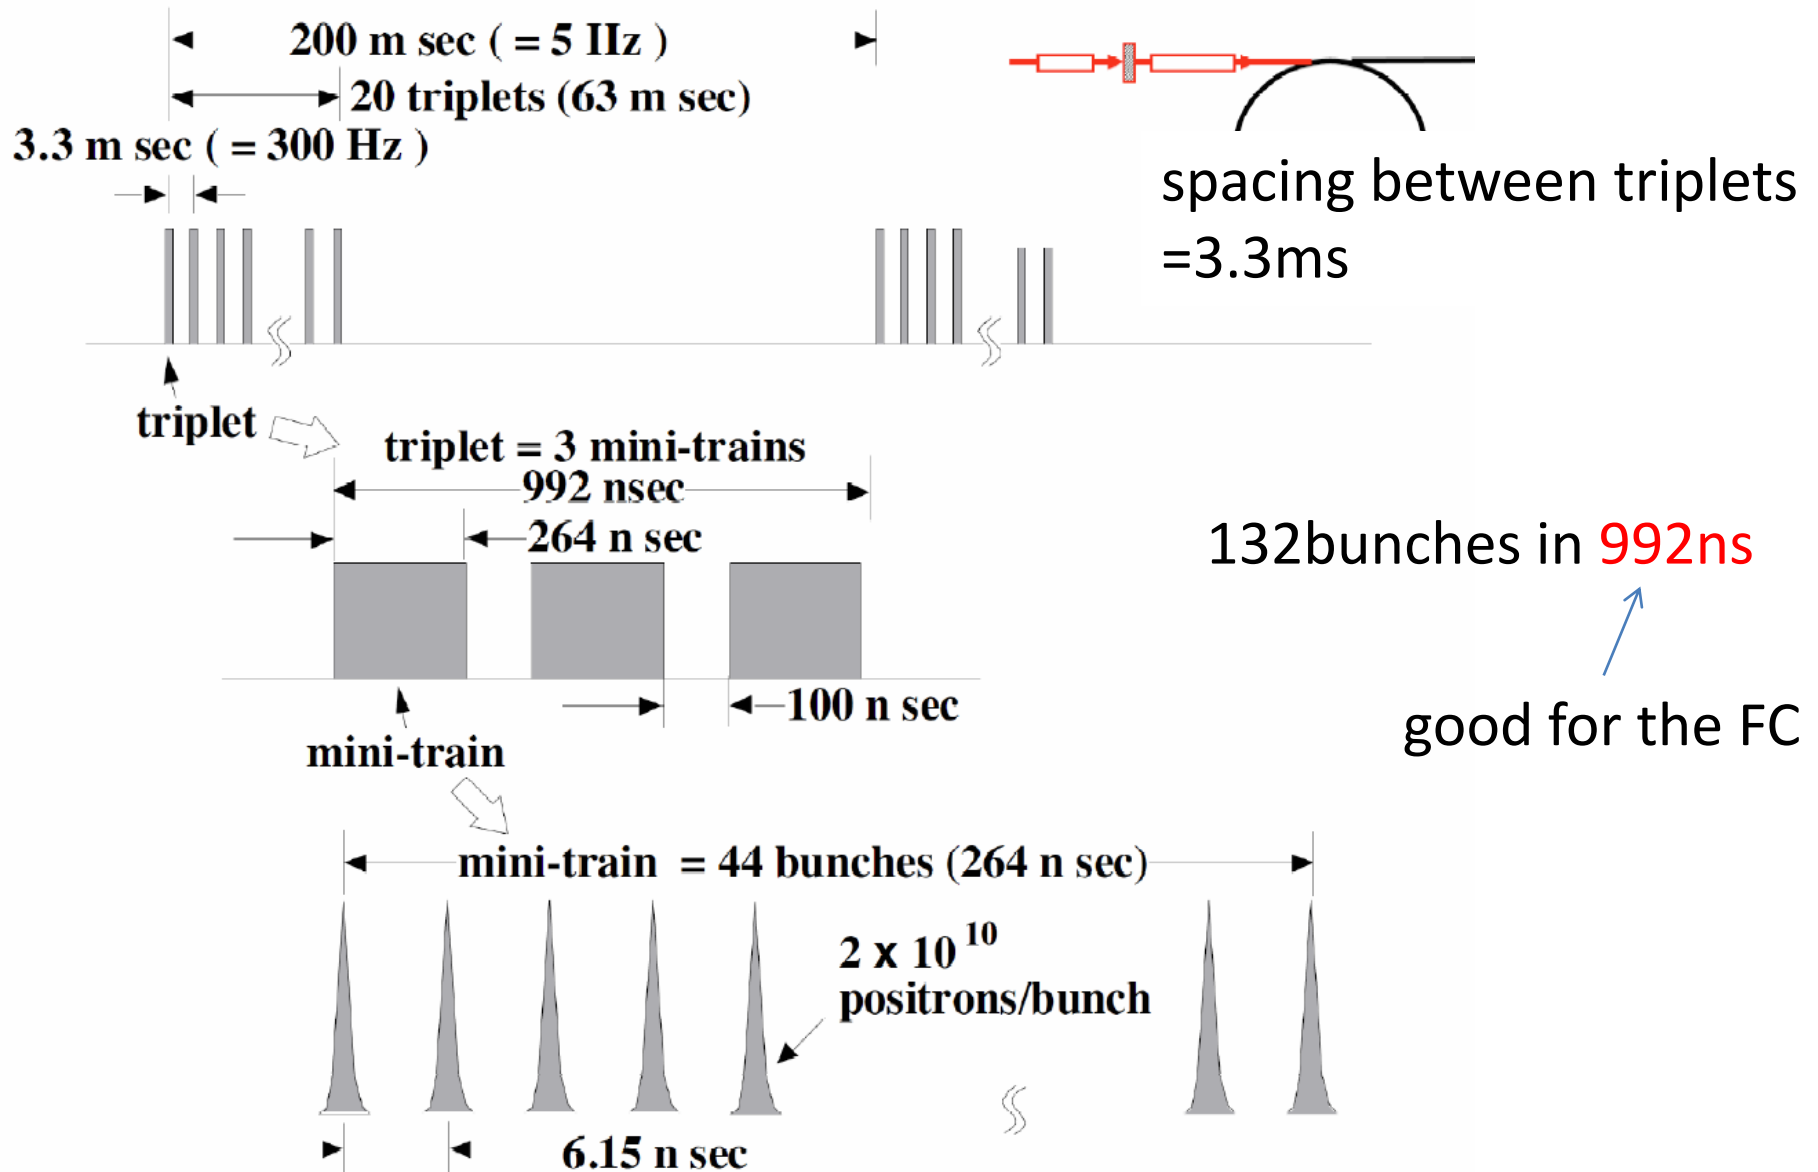 200 m sec ( = 5 IIz )
20 triplets (63 m sec)
3.3 m sec ( = 300 Hz )
spacing between triplets
=3.3ms
triplet
triplet = 3 mini-trains
992 nsec
264 n sec
132bunches in 992ns
100 n sec
good for the FC
mini-train
mini-train = 44 bunches (264 n sec)
2 x 10 10
positrons/bunch
6.15 n sec